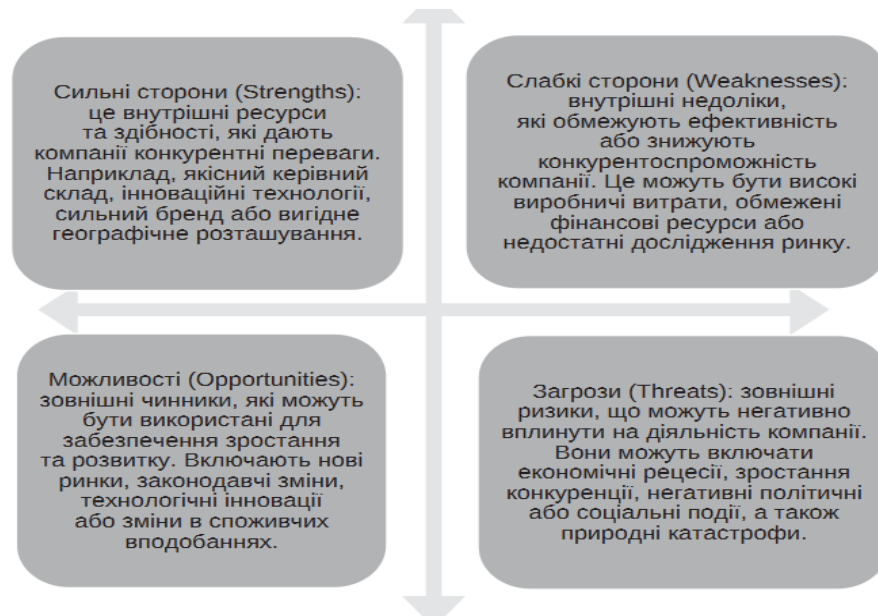 Сильні сторони (Strengths):
це внутрішні ресурси
та здібності, які дають
компанії конкурентні переваги.
Наприклад, якісний керівний
склад, інноваційні технології,
сильний бренд або вигідне
географічне розташування.
Слабкі сторони (Weaknesses):
внутрішні недоліки,
які обмежують ефективність
або знижують
конкурентоспроможність
компанії. Це можуть бути високі
виробничі витрати, обмежені
фінансові ресурси або
недостатні дослідження ринку.
Можливості (Opportunities):
зовнішні чинники, які можуть
бути використані для
забезпечення зростання
та розвитку. Включають нові
ринки, законодавчі зміни,
технологічні інновації
або зміни в споживчих
вподобаннях.
Загрози (Threats): зовнішні
ризики, що можуть негативно
вплинути на діяльність компанії.
Вони можуть включати
економічні рецесії, зростання
конкуренції, негативні політичні
або соціальні події, а також
природні катастрофи.